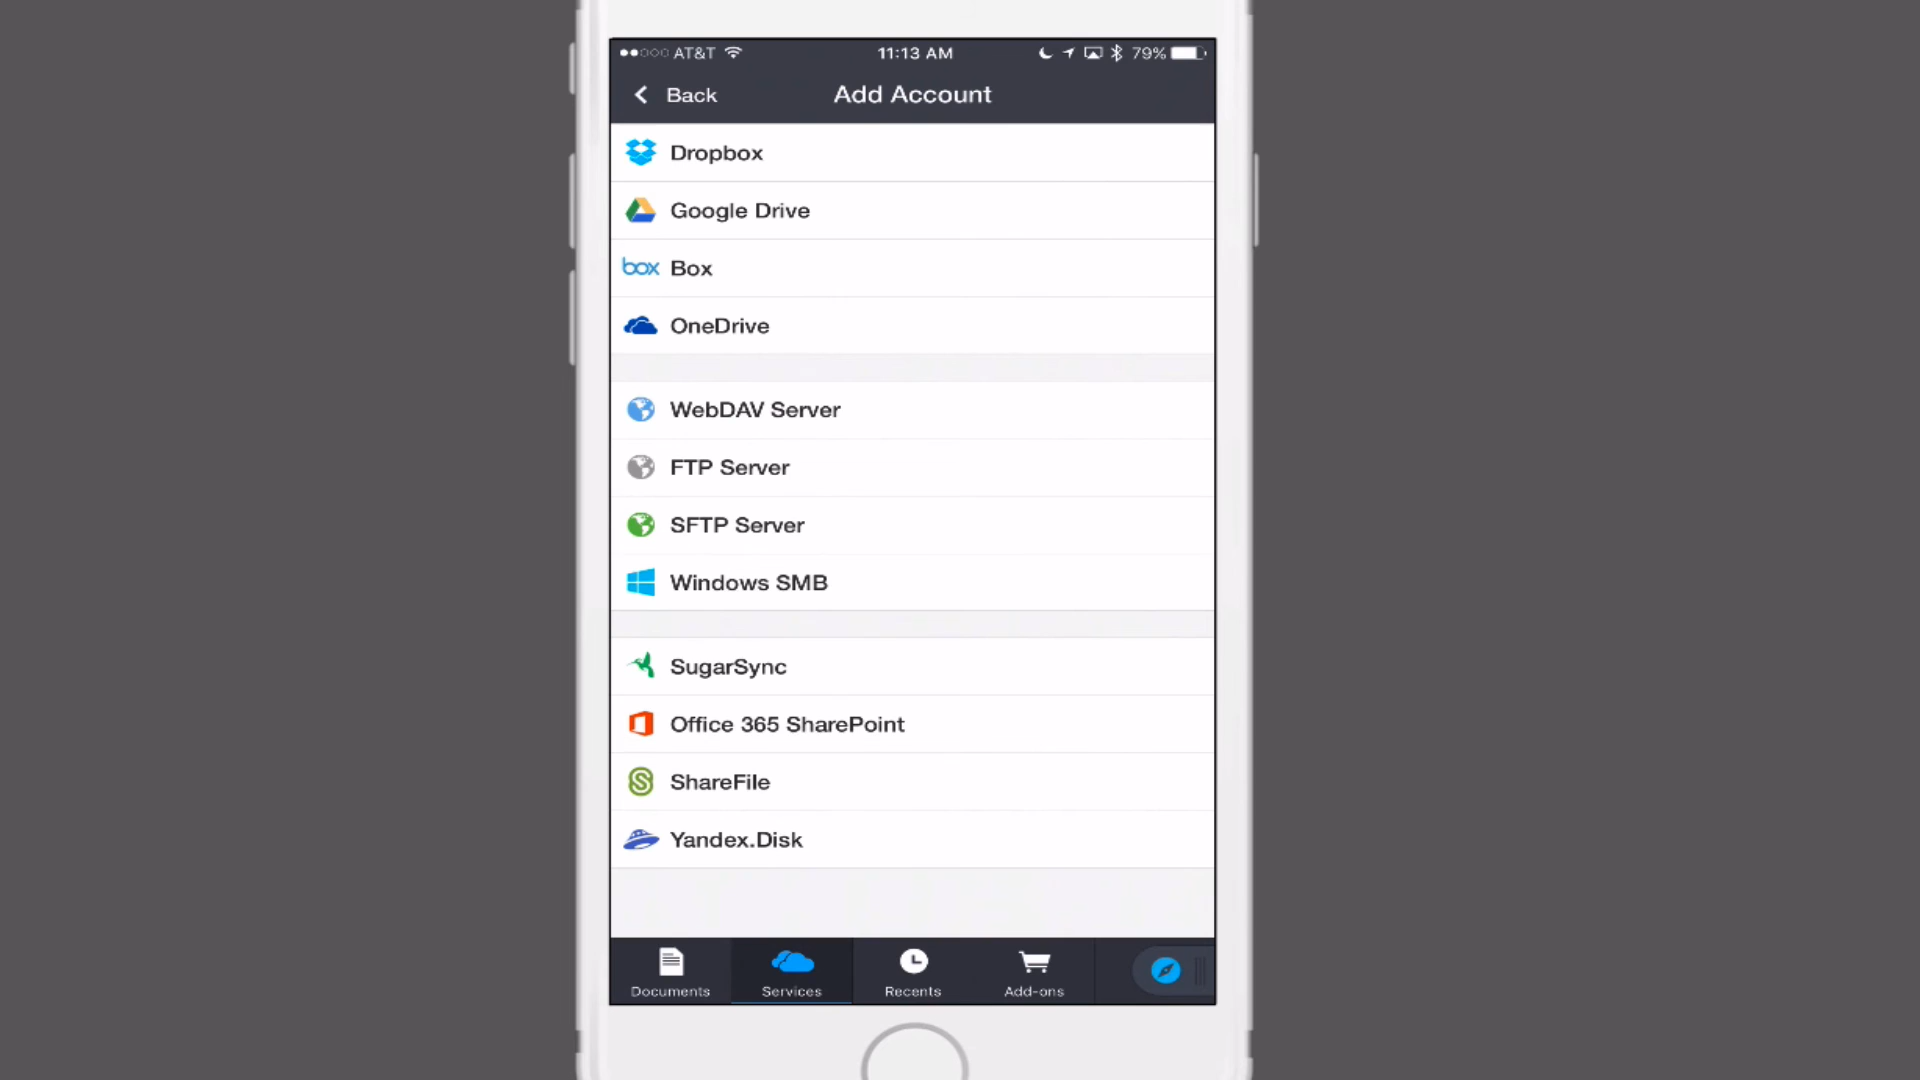 AT&T 11:13 AM 79%
Back Add Account
Dropbox
Google Drive
box Box
OneDrive
WebDAV Server
FTP Server
SFTP Server
Windows SMB
SugarSync
Office 365 SharePoint
ShareFile
Yandex.Disk
Documents Services Recents Add-ons